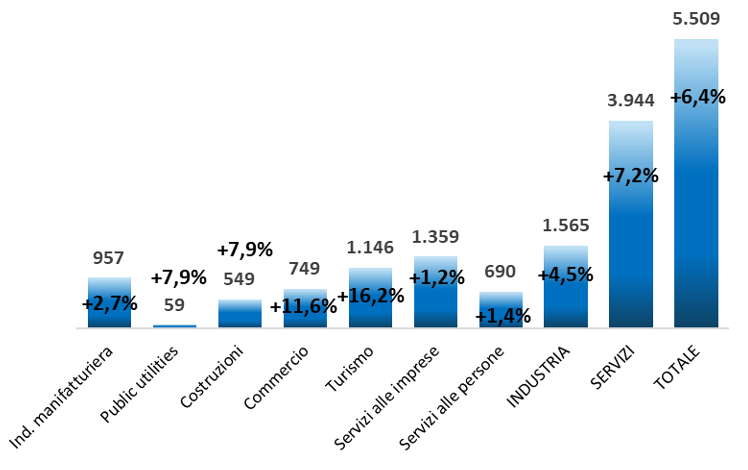 5.509
+6,4%
3.944
+7,2%
1.565
+4,5%
1.359
+1,2%
1.146
+16,2%
957
+2,7%
+7,9%
59
+7,9%
549
749
+11,6%
690
+1,4%
Ind. manifatturiera
Public utilities
Costruzioni
Commercio
Turismo
Servizi alle imprese
Servizi alle persone
INDUSTRIA
SERVIZI
TOTALE